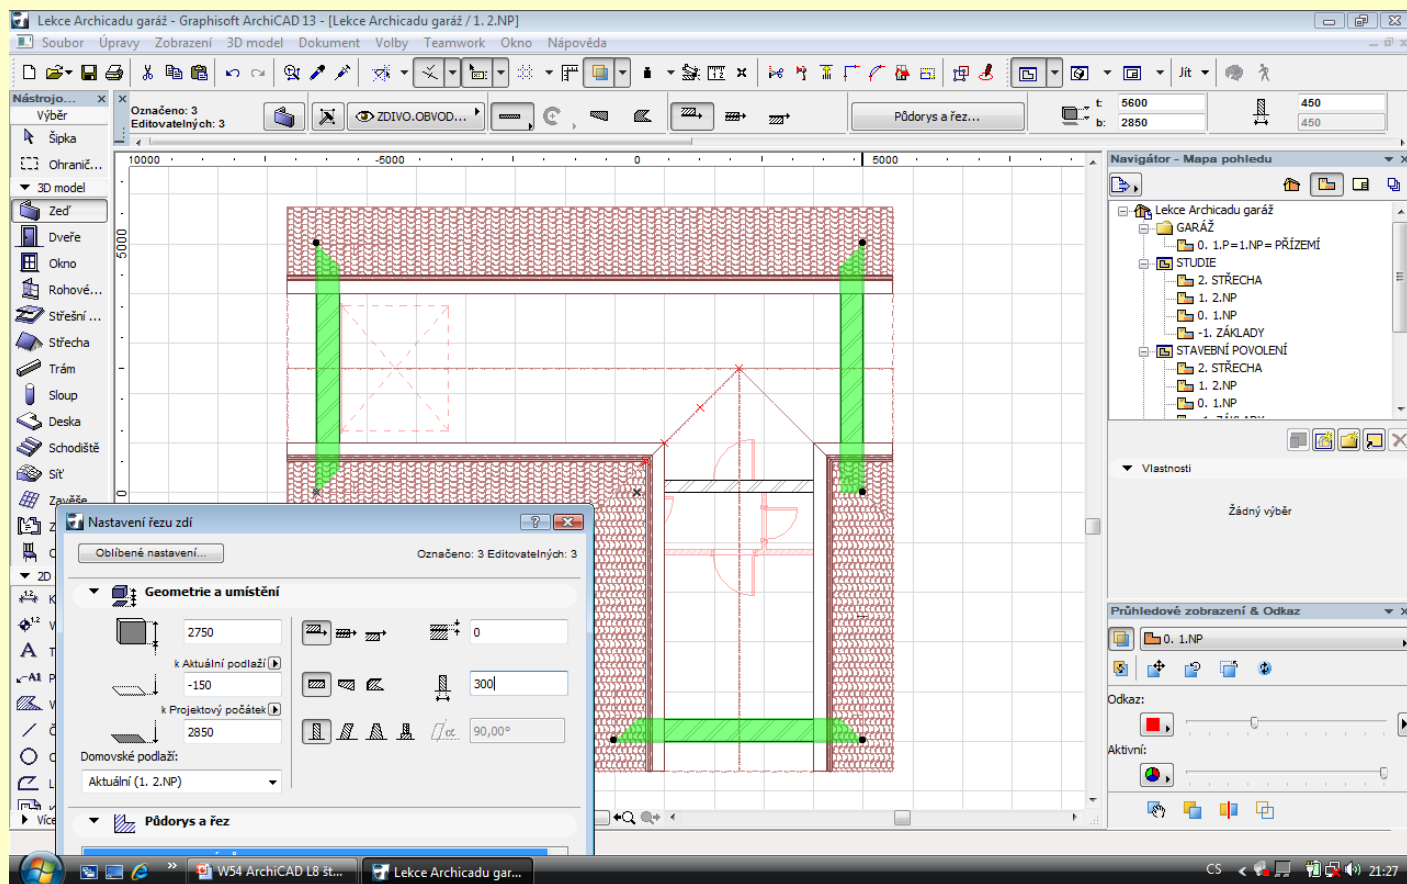 Lekce Archicadu garáž - Graphisoft ArchiCAD 13 - [Lekce Archicadu garáž / 1. 2.NP]
Soubor Úpravy Zobrazení 3D model Dokument Volby Teamwork Okno Nápověda
Jít
Nástrojo...
Výběr
Šipka
Ohranič...
3D model
Zeď
Dveře
Okno
Rohové...
Střešní ...
Střecha
Trám
Sloup
Deska
Schodiště
Síť
Závěše
2D
Více
Označeno: 3
Editovatelných: 3
ZDIVO.OBVOD...
Půdorys a řez...
t: 5600
b: 2850
450
450
10000 -5000 0 5000
5000
0
Navigátor - Mapa pohledu
Lekce Archicadu garáž
GARÁŽ
0. 1.P=1.NP= PŘÍZEMÍ
STUDIE
2. STŘECHA
1. 2.NP
0. 1.NP
-1. ZÁKLADY
STAVEBNÍ POVOLENÍ
2. STŘECHA
1. 2.NP
0. 1.NP
-1. ZÁKLADY
Vlastnosti
Žádný výběr
Průhledové zobrazení & Odkaz
0. 1.NP
Odkaz:
Aktivní:
Nastavení řezu zdí
Oblíbené nastavení...
Označeno: 3 Editovatelných: 3
Geometrie a umístění
2750
0
k Aktuální podlaží
-150
300
k Projektový počátek
2850
90,00°
Domovské podlaží:
Aktuální (1. 2.NP)
Půdorys a řez
W54 ArchiCAD L8 št...
Lekce Archicadu gar...
CS
21:27